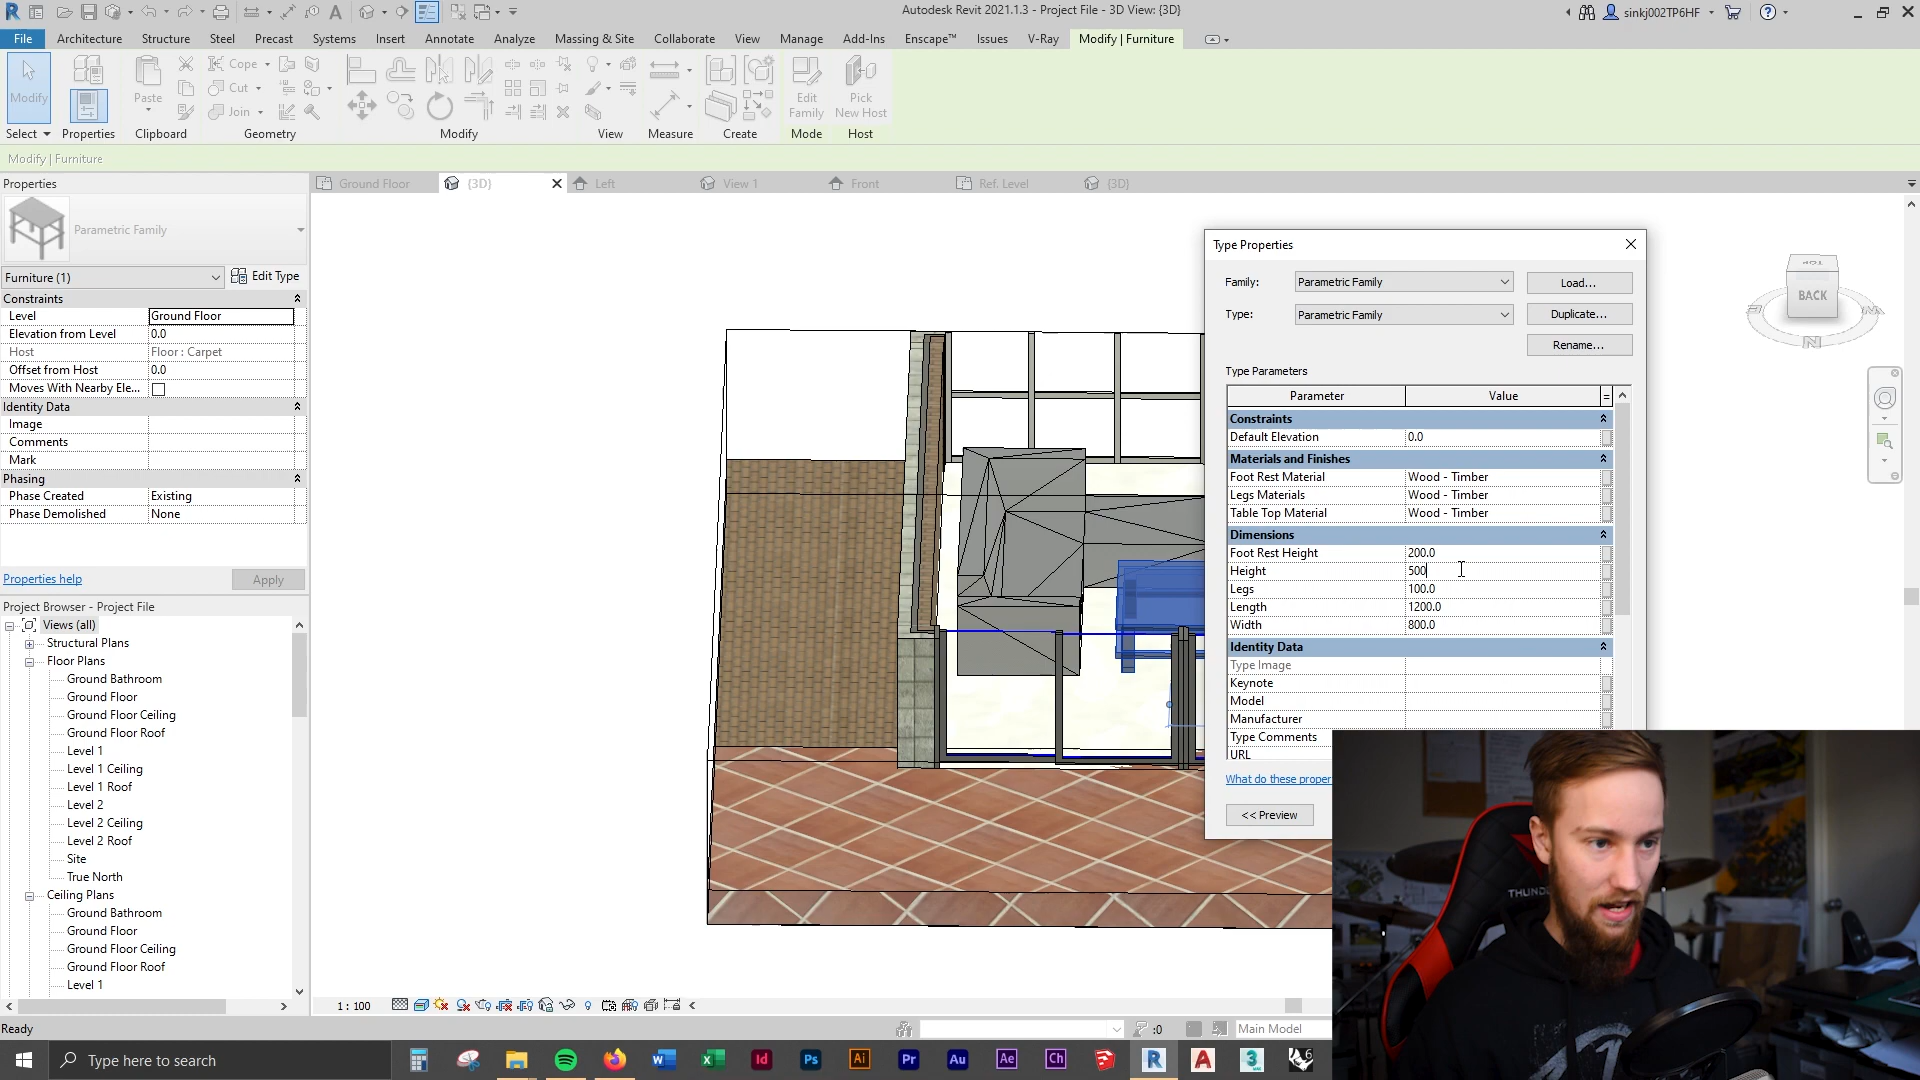 Autodesk Revit 2021.1.3 - Project File - 3D View: {3D}
sinkj002TP6HF
File Architecture Structure Steel Precast Systems Insert Annotate Analyze Massing & Site Collaborate View Manage Add-Ins Enscape™ Issues V-Ray Modify | Furniture
Modify
Paste
Cope
Cut
Join
Edit Family
Pick New Host
Select Properties Clipboard Geometry Modify View Measure Create Mode Host
Modify | Furniture
Properties
Ground Floor
{3D}
Left
View 1
Front
Ref. Level
{3D}
Parametric Family
Furniture (1)
Edit Type
Constraints
Level Ground Floor
Elevation from Level 0.0
Host Floor : Carpet
Offset from Host 0.0
Moves With Nearby Ele...
Identity Data
Image
Comments
Mark
Phasing
Phase Created Existing
Phase Demolished None
Properties help
Apply
Project Browser - Project File
Views (all)
Structural Plans
Floor Plans
Ground Bathroom
Ground Floor
Ground Floor Ceiling
Ground Floor Roof
Level 1
Level 1 Ceiling
Level 1 Roof
Level 2
Level 2 Ceiling
Level 2 Roof
Site
True North
Ceiling Plans
Ground Bathroom
Ground Floor
Ground Floor Ceiling
Ground Floor Roof
Level 1
Type Properties
Family: Parametric Family Load...
Type: Parametric Family Duplicate...
Rename...
Type Parameters
Parameter Value =
Constraints
Default Elevation 0.0
Materials and Finishes
Foot Rest Material Wood - Timber
Legs Materials Wood - Timber
Table Top Material Wood - Timber
Dimensions
Foot Rest Height 200.0
Height 500
Legs 100.0
Length 1200.0
Width 800.0
Identity Data
Type Image
Keynote
Model
Manufacturer
Type Comments
URL
What do these proper
<< Preview
BACK
N
THUND
1 : 100
Ready
:0
Main Model
Type here to search
Id Ps Ai Pr Au Ae Ch R A 3